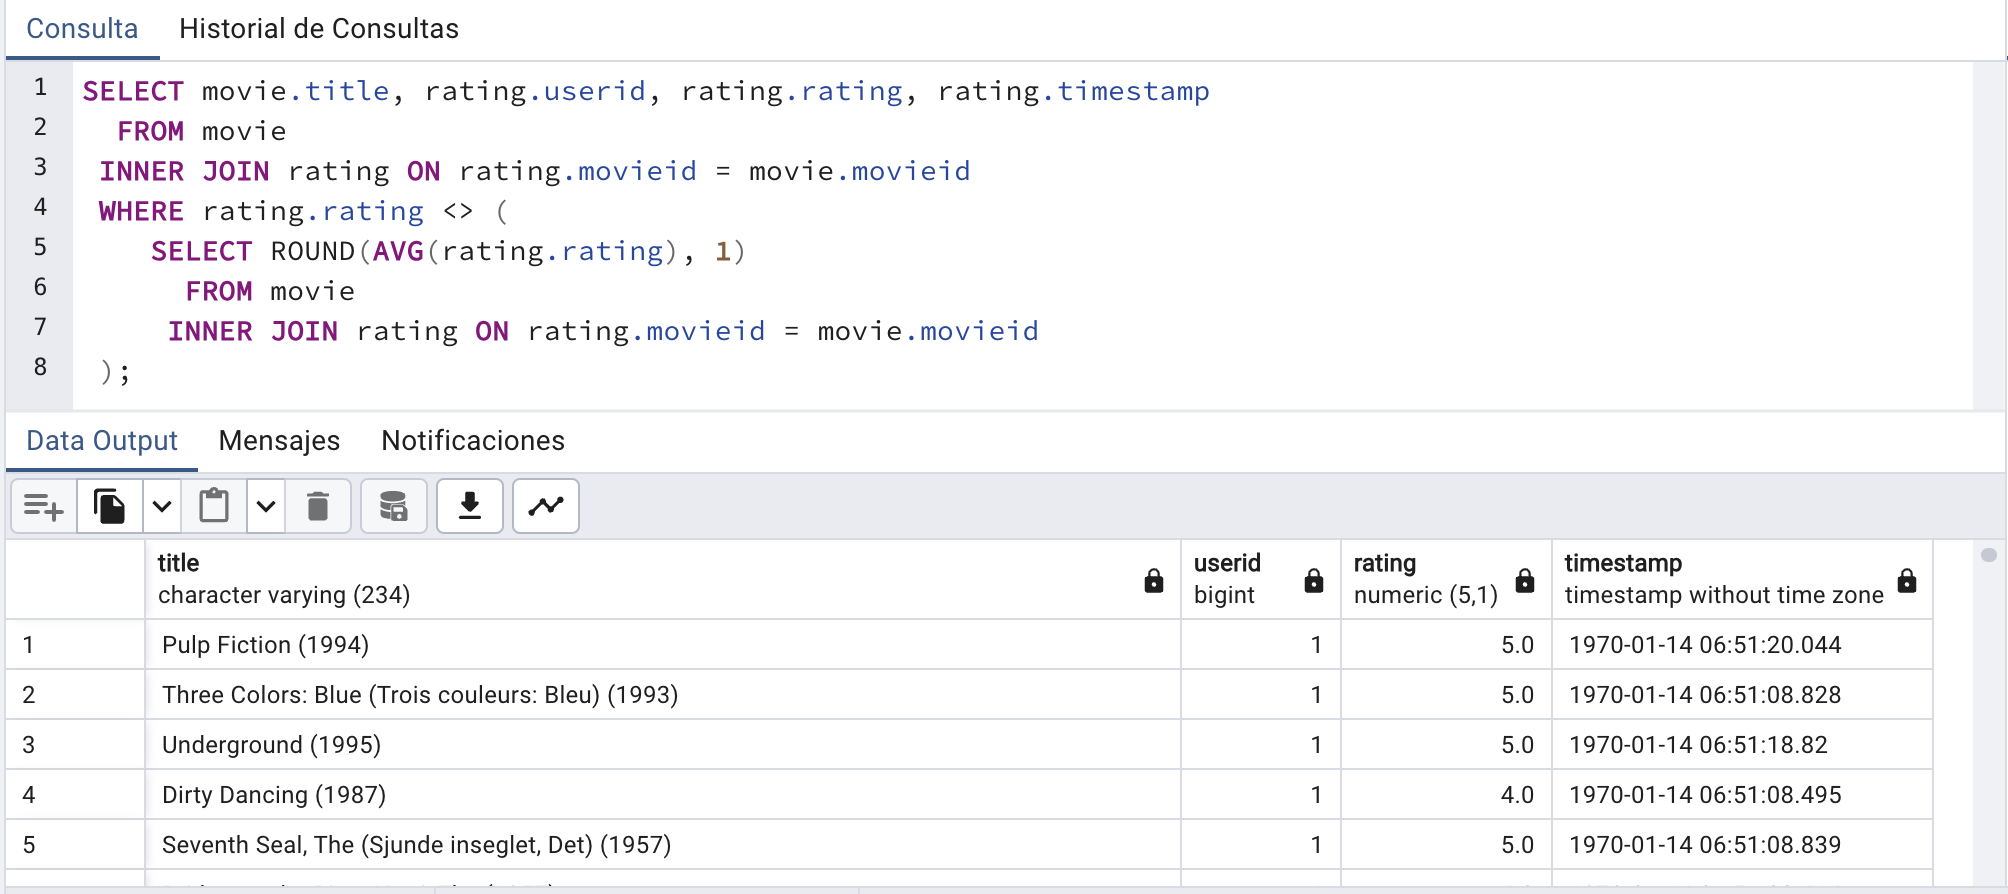 Consulta Historial de Consultas
1 SELECT movie.title, rating.userid, rating.rating, rating.timestamp
2 FROM movie
3 INNER JOIN rating ON rating.movieid = movie.movieid
4 WHERE rating.rating <> (
5 SELECT ROUND(AVG(rating.rating), 1)
6 FROM movie
7 INNER JOIN rating ON rating.movieid = movie.movieid
8 );
Data Output Mensajes Notificaciones
title userid rating timestamp
character varying (234) bigint numeric (5,1) timestamp without time zone
1 Pulp Fiction (1994) 1 5.0 1970-01-14 06:51:20.044
2 Three Colors: Blue (Trois couleurs: Bleu) (1993) 1 5.0 1970-01-14 06:51:08.828
3 Underground (1995) 1 5.0 1970-01-14 06:51:18.82
4 Dirty Dancing (1987) 1 4.0 1970-01-14 06:51:08.495
5 Seventh Seal, The (Sjunde inseglet, Det) (1957) 1 5.0 1970-01-14 06:51:08.839